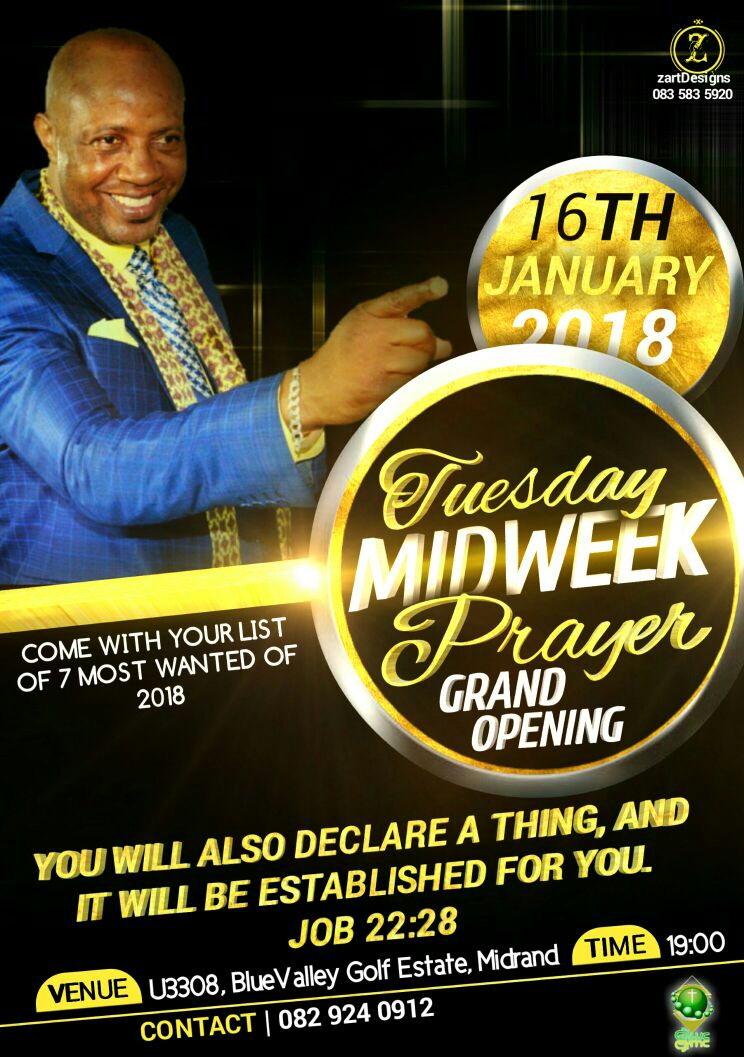 Z
zartDesigns
083 583 5920
16TH
JANUARY
2018
Tuesday
MIDWEEK
Prayer
GRAND
OPENING
COME WITH YOUR LIST
OF 7 MOST WANTED OF
2018
YOU WILL ALSO DECLARE A THING, AND
IT WILL BE ESTABLISHED FOR YOU.
JOB 22:28
VENUE U3308, BlueValley Golf Estate, Midrand TIME 19:00
CONTACT | 082 924 0912